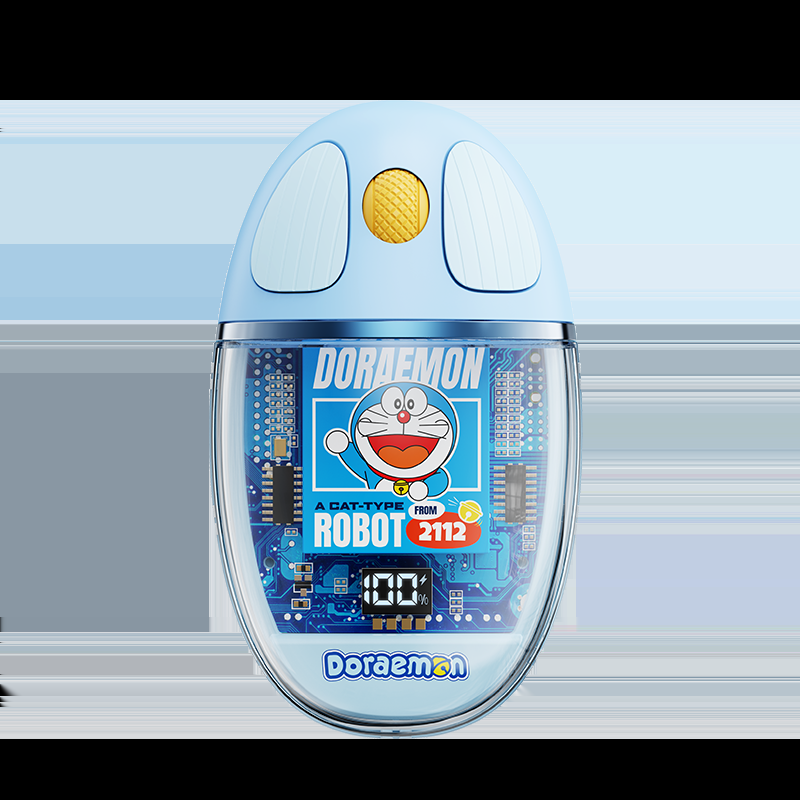 DORAEMON
A CAT-TYPE
FROM
ROBOT
2112
100%
Doraemon